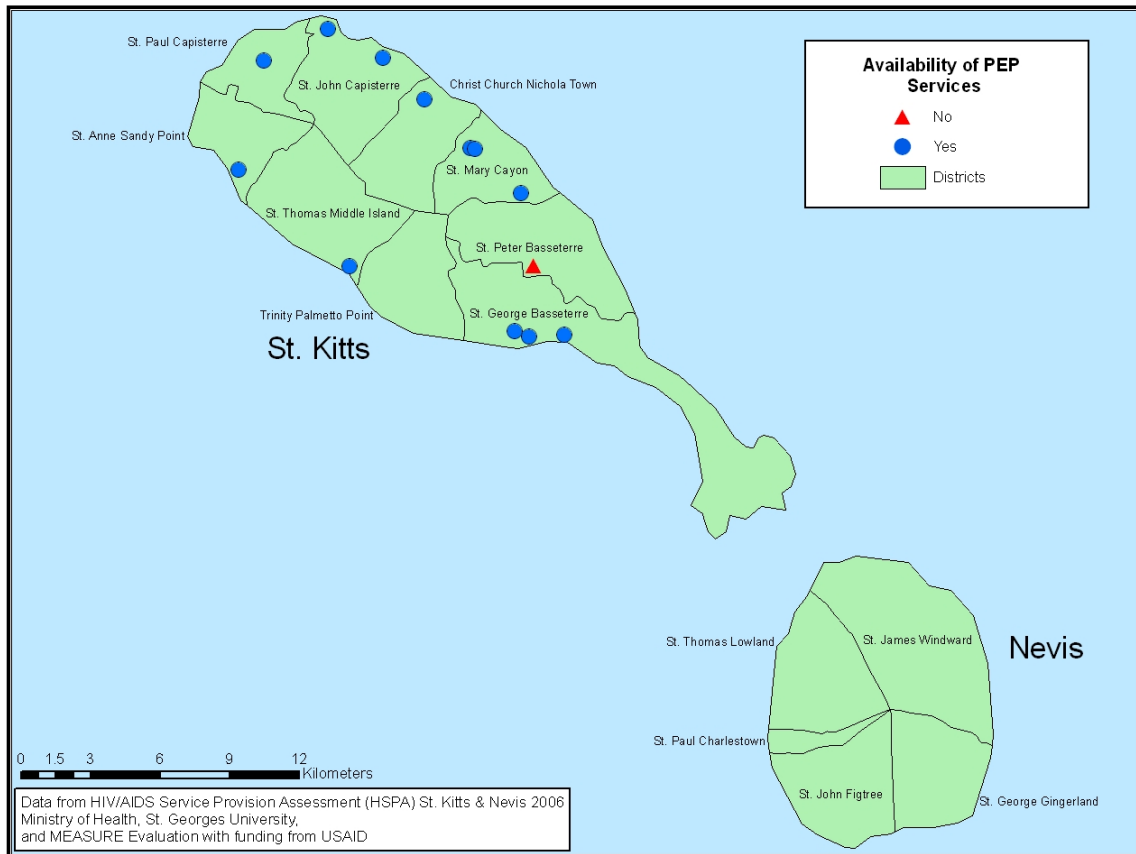 St. Paul Capisterre
St. John Capisterre
Christ Church Nichola Town
St. Anne Sandy Point
St. Mary Cayon
St. Thomas Middle Island
St. Peter Basseterre
Trinity Palmetto Point
St. George Basseterre
St. Kitts
Availability of PEP
Services
No
Yes
Districts
St. Thomas Lowland
St. James Windward
Nevis
St. Paul Charlestown
St. John Figtree
St. George Gingerland
0 1.5 3 6 9 12
Kilometers
Data from HIV/AIDS Service Provision Assessment (HSPA) St. Kitts & Nevis 2006
Ministry of Health, St. Georges University,
and MEASURE Evaluation with funding from USAID